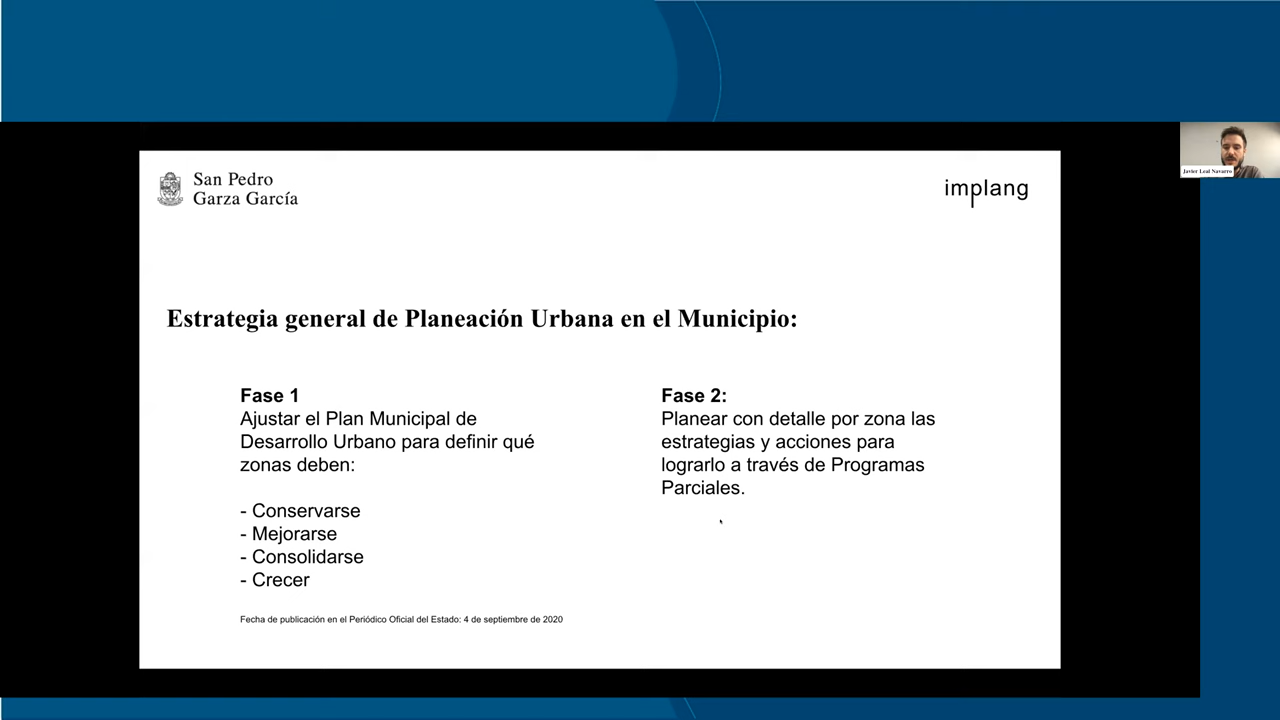 San Pedro
Garza García
implang
Javier Leal Navarro
Estrategia general de Planeación Urbana en el Municipio:
Fase 1
Ajustar el Plan Municipal de
Desarrollo Urbano para definir qué
zonas deben:
- Conservarse
- Mejorarse
- Consolidarse
- Crecer
Fecha de publicación en el Periódico Oficial del Estado: 4 de septiembre de 2020
Fase 2:
Planear con detalle por zona las
estrategias y acciones para
lograrlo a través de Programas
Parciales.